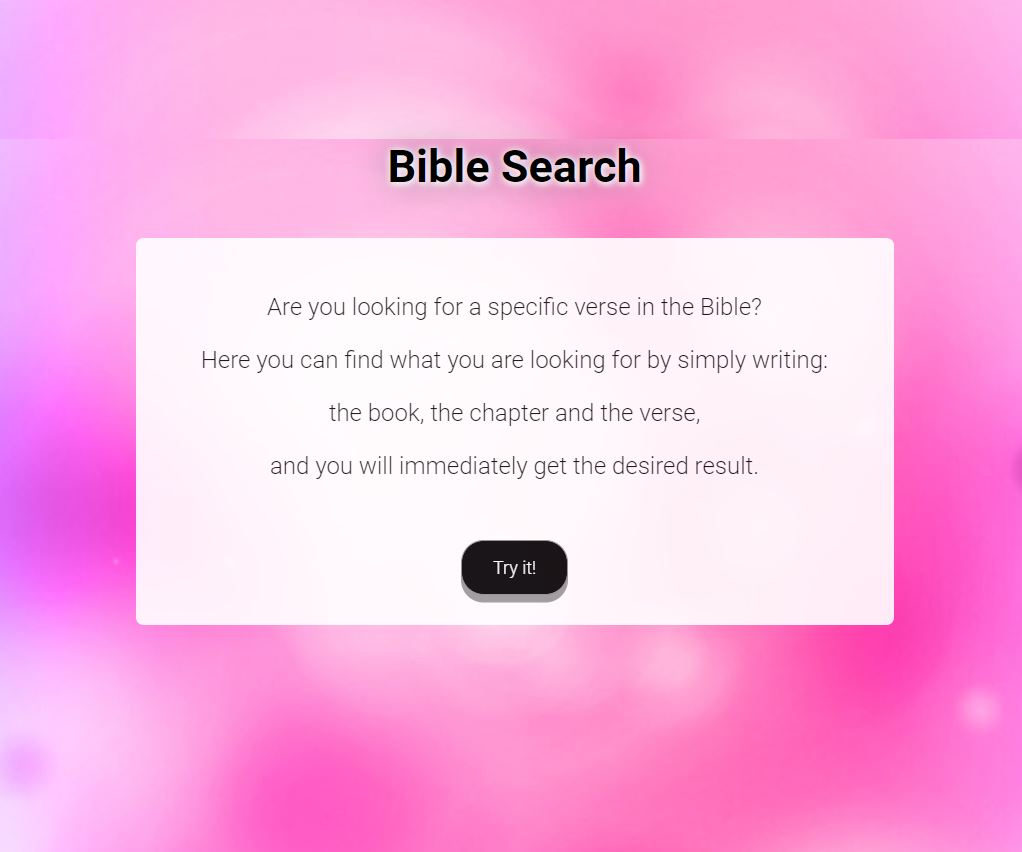 Bible Search
Are you looking for a specific verse in the Bible?
Here you can find what you are looking for by simply writing:
the book, the chapter and the verse,
and you will immediately get the desired result.
Try it!